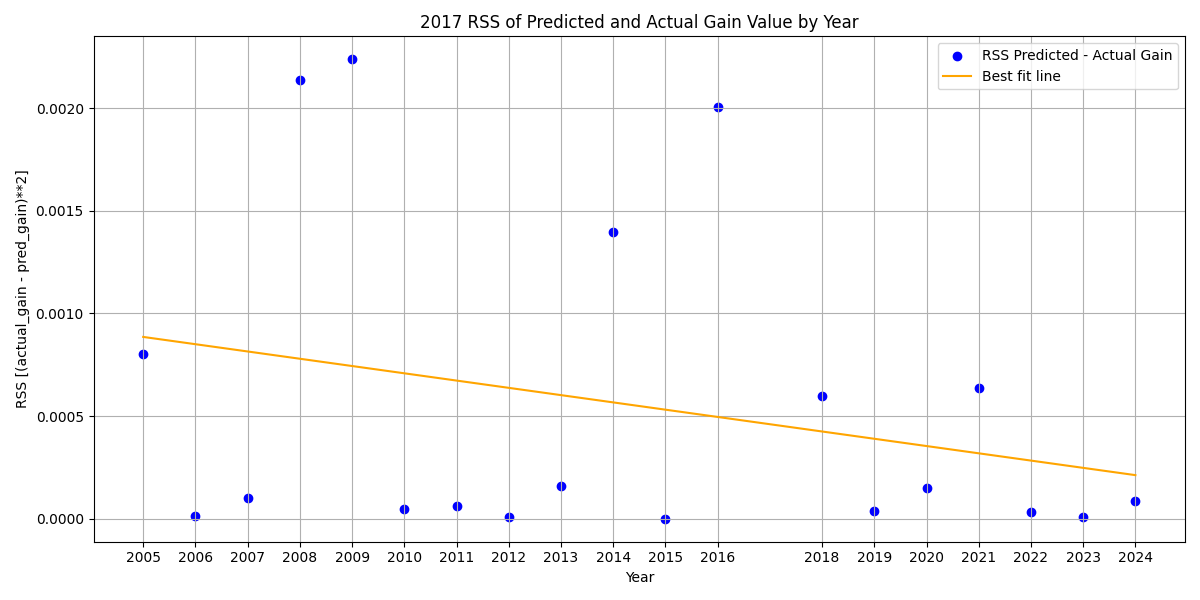 2017 RSS of Predicted and Actual Gain Value by Year
RSS Predicted - Actual Gain
Best fit line
RSS [(actual_gain - pred_gain)**2]
0.0020
0.0015
0.0010
0.0005
0.0000
2005 2006 2007 2008 2009 2010 2011 2012 2013 2014 2015 2016 2018 2019 2020 2021 2022 2023 2024
Year